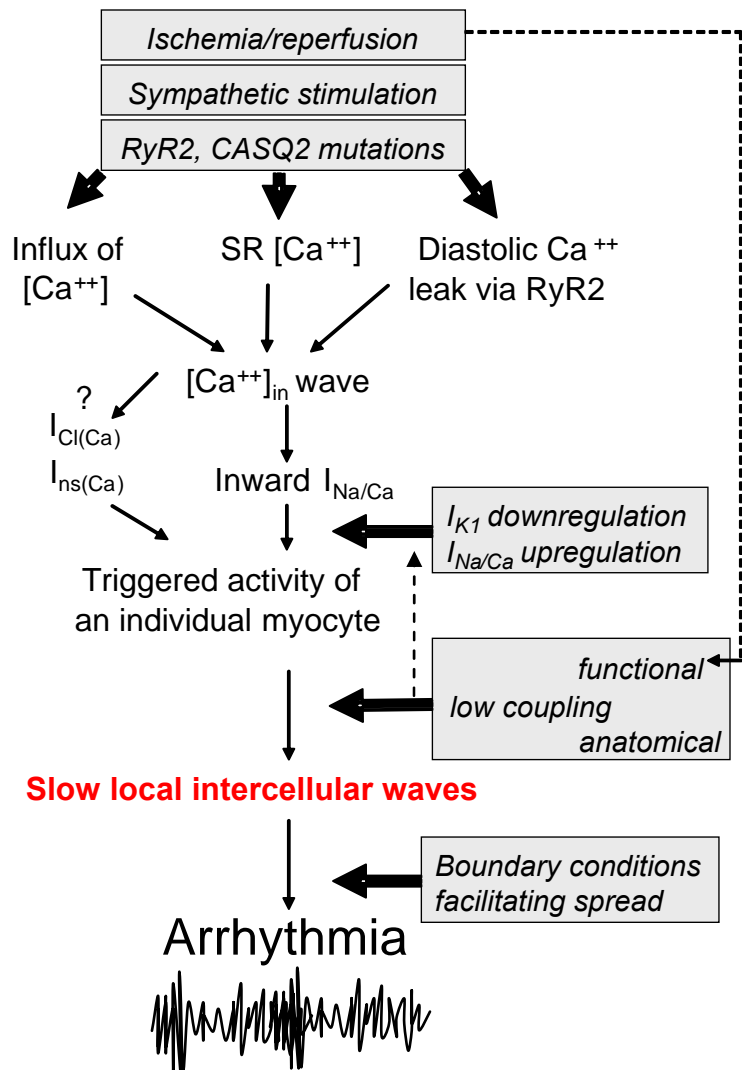 Ischemia/reperfusion
Sympathetic stimulation
RyR2, CASQ2 mutations
Influx of
[Ca⁺⁺]
SR [Ca⁺⁺]
Diastolic Ca ⁺⁺
leak via RyR2
[Ca⁺⁺]in wave
?
ICl(Ca)
Ins(Ca)
Inward INa/Ca
IK1 downregulation
INa/Ca upregulation
Triggered activity of
an individual myocyte
functional
low coupling
anatomical
Slow local intercellular waves
Boundary conditions
facilitating spread
Arrhythmia